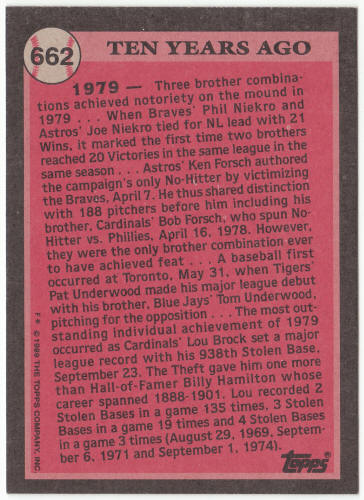 662
TEN YEARS AGO
1979 — Three brother combina-
tions achieved notoriety on the mound in
1979 . . . When Braves' Phil Niekro and
Astros' Joe Niekro tied for NL lead with 21
Wins, it marked the first time two brothers
reached 20 Victories in the same league in the
same season . . . Astros' Ken Forsch authored
the campaign's only No-Hitter by victimizing
the Braves, April 7. He thus shared distinction
with 188 pitchers before him including his
brother, Cardinals' Bob Forsch, who spun No-
Hitter vs. Phillies, April 16, 1978. However,
they were the only brother combination ever
to have achieved feat . . . A baseball first
occurred at Toronto, May 31, when Tigers'
Pat Underwood made his major league debut
with his brother, Blue Jays' Tom Underwood,
pitching for the opposition . . . The most out-
standing individual achievement of 1979
occurred as Cardinals' Lou Brock set a major
league record with his 938th Stolen Base,
September 23. The Theft gave him one more
than Hall-of-Famer Billy Hamilton whose
career spanned 1888-1901. Lou recorded 2
Stolen Bases in a game 135 times, 3 Stolen
Bases in a game 19 times and 4 Stolen Bases
in a game 3 times (August 29, 1969, Septem-
ber 6, 1971 and September 1, 1974).
F* © 1989 THE TOPPS COMPANY, INC.
topps®